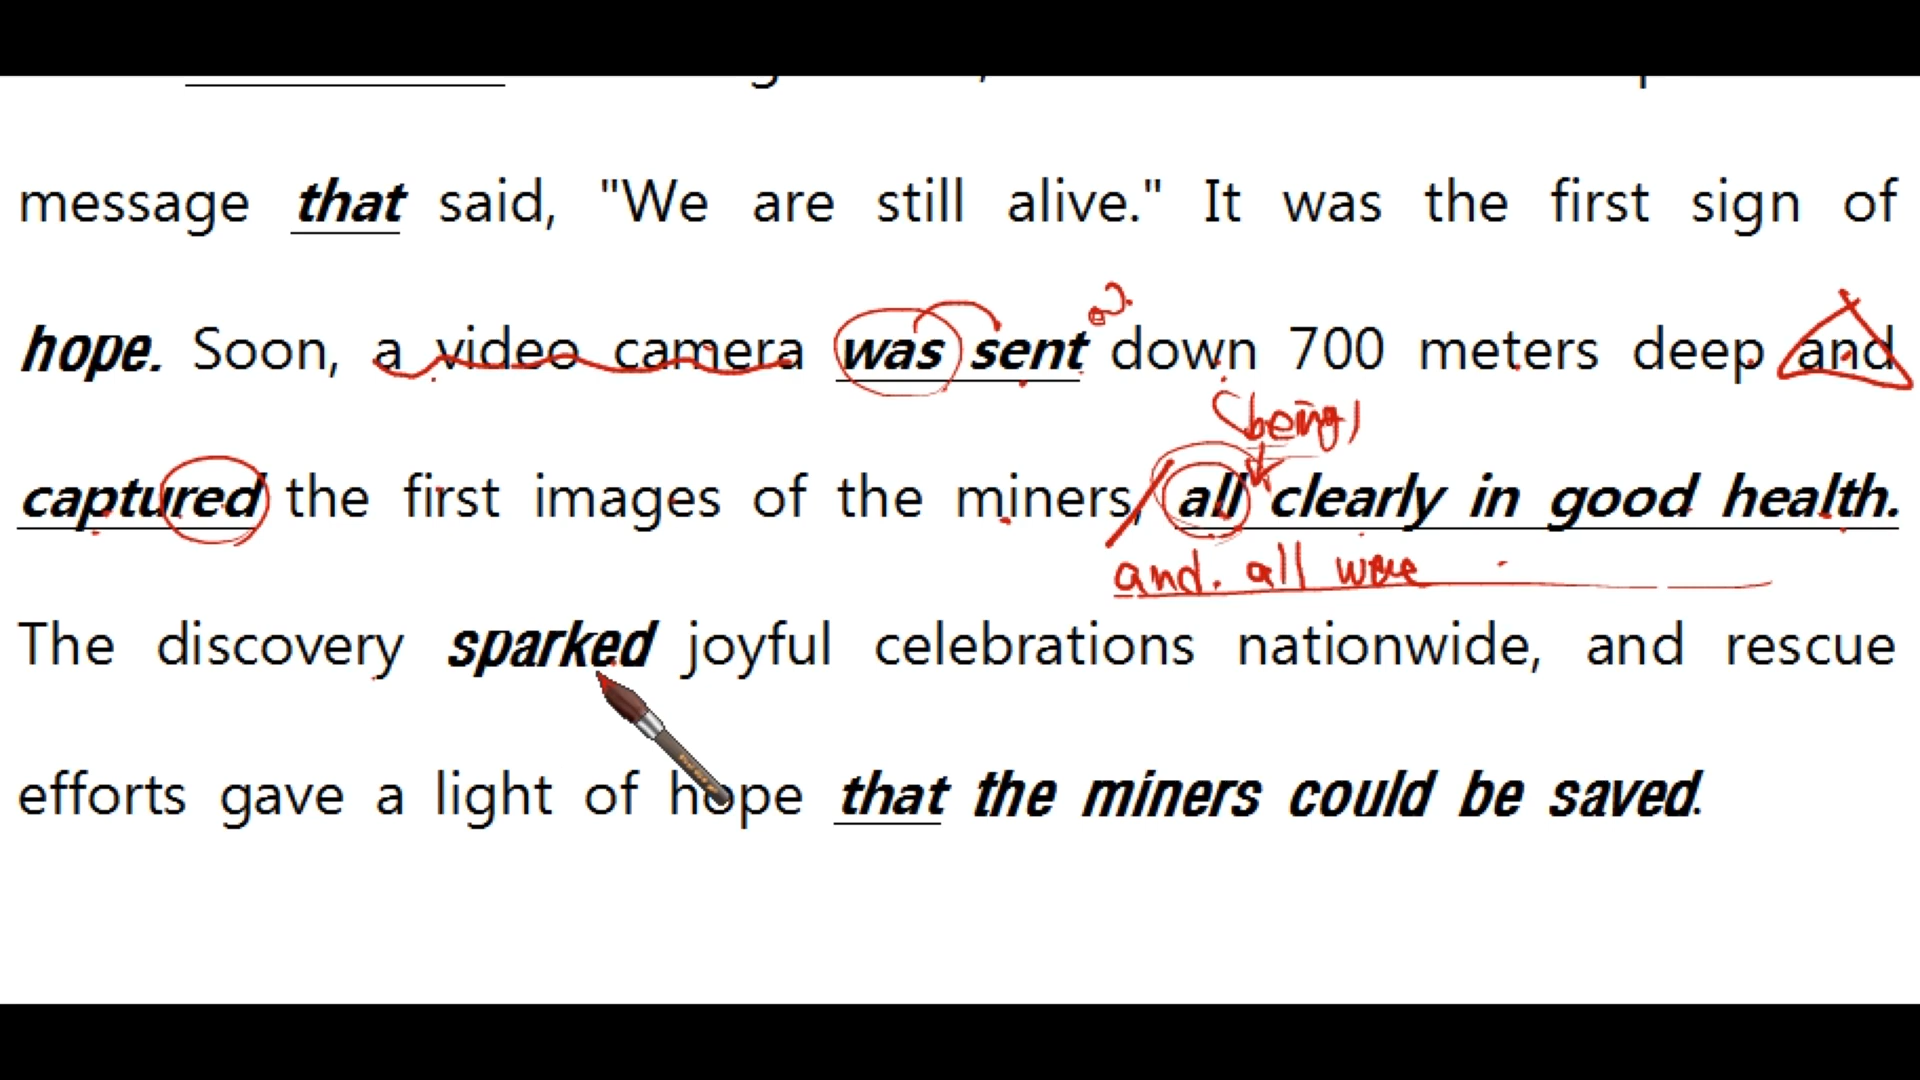 message that said, "We are still alive." It was the first sign of
hope. Soon, a video camera was sent down 700 meters deep and
(being)
captured the first images of the miners, all clearly in good health.
and. all were
The discovery sparked joyful celebrations nationwide, and rescue
efforts gave a light of hope that the miners could be saved.